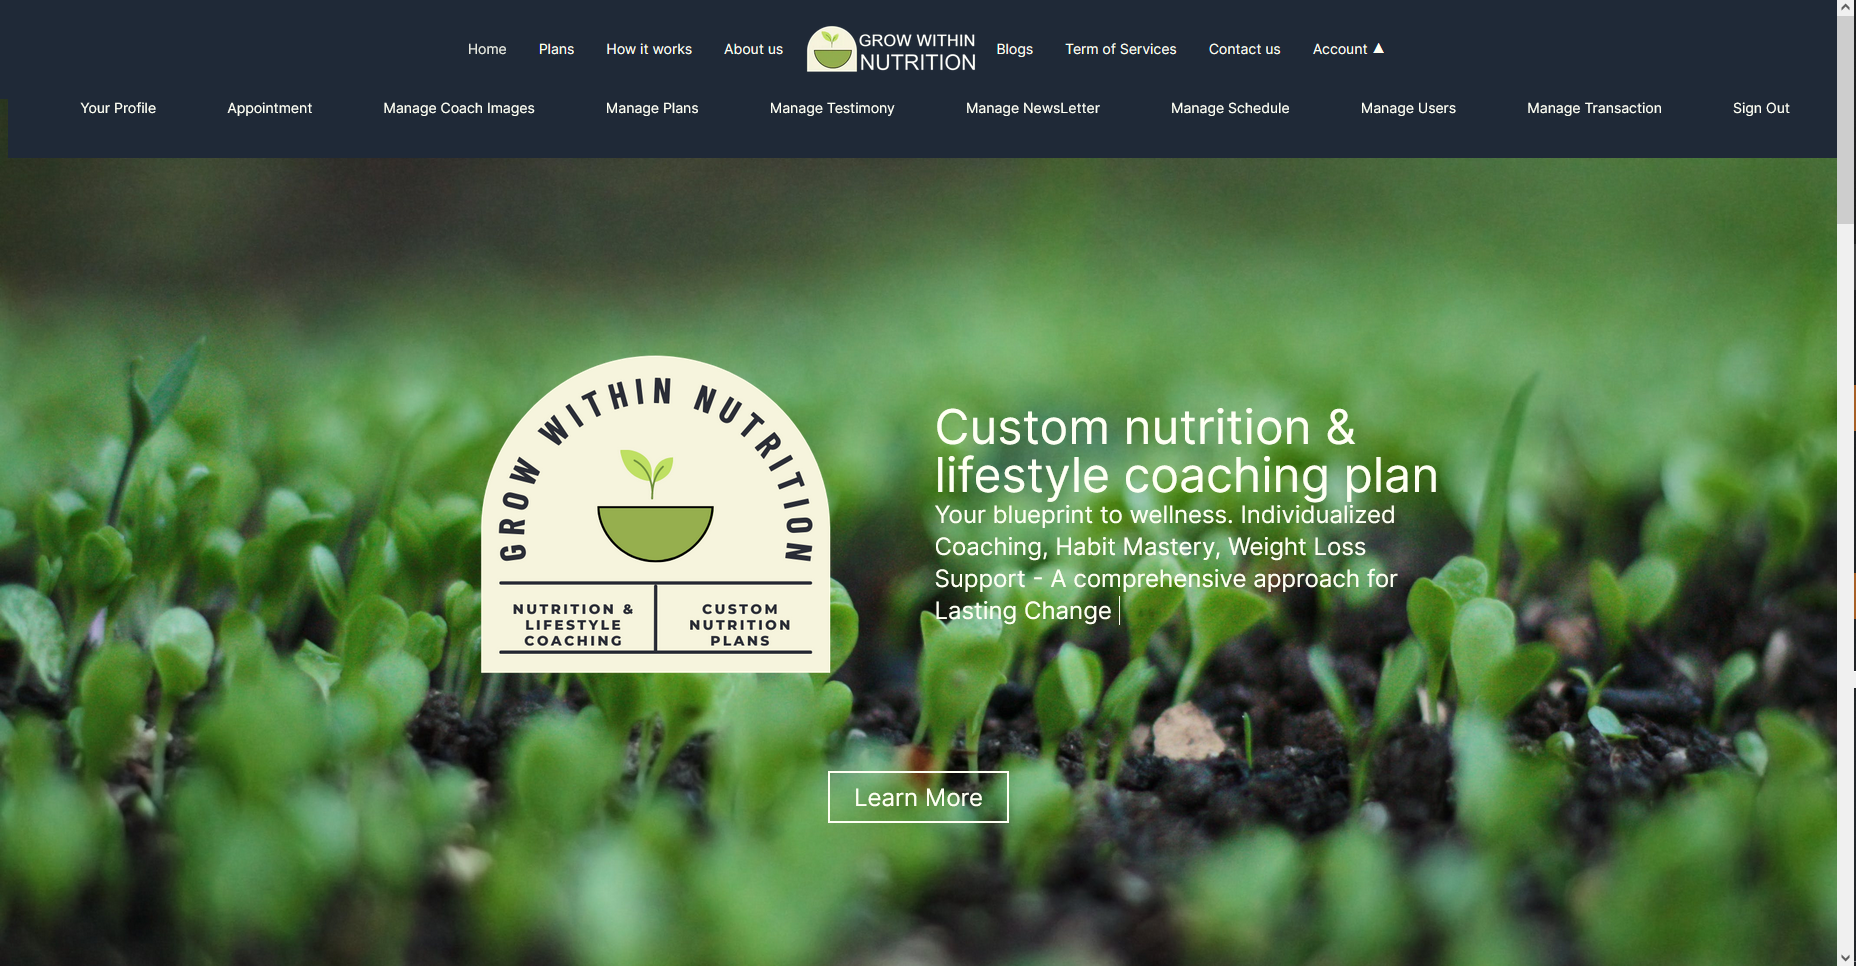 Home Plans How it works About us GROW WITHIN NUTRITION Blogs Term of Services Contact us Account ▲
Your Profile Appointment Manage Coach Images Manage Plans Manage Testimony Manage NewsLetter Manage Schedule Manage Users Manage Transaction Sign Out
GROW WITHIN NUTRITION
NUTRITION &
LIFESTYLE
COACHING
CUSTOM
NUTRITION
PLANS
Custom nutrition &
lifestyle coaching plan
Your blueprint to wellness. Individualized
Coaching, Habit Mastery, Weight Loss
Support - A comprehensive approach for
Lasting Change
Learn More